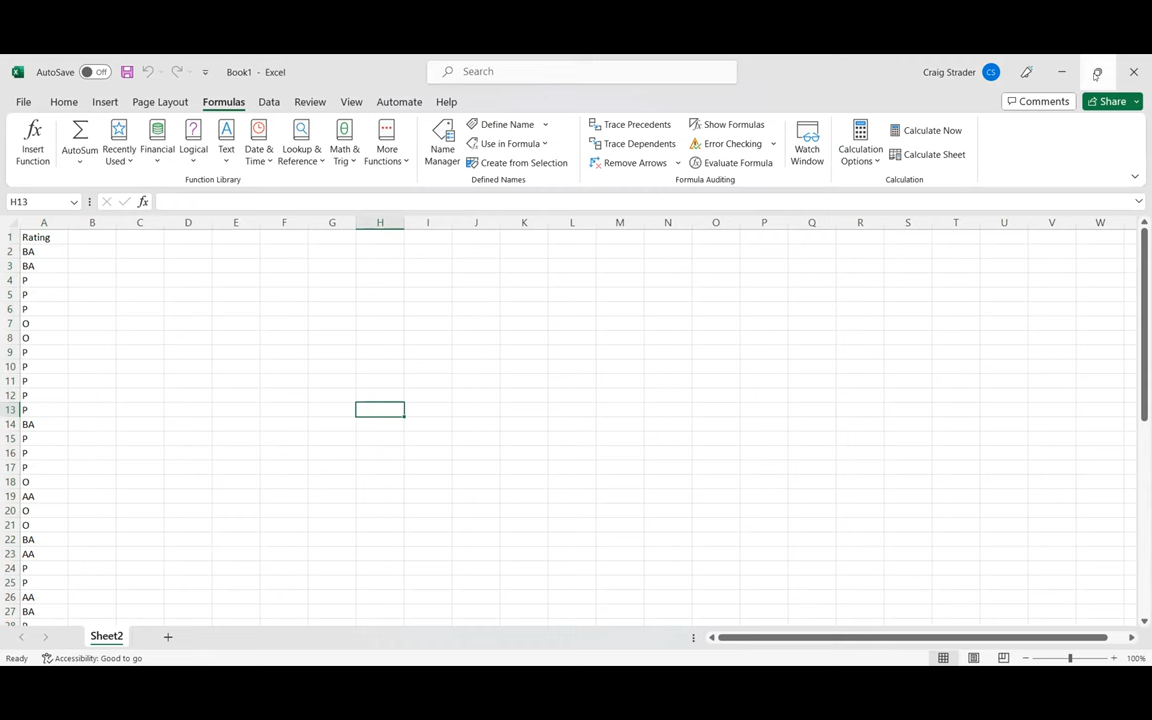 AutoSave Off Book1 - Excel Search Craig Strader CS
File Home Insert Page Layout Formulas Data Review View Automate Help Comments Share
Insert Function
AutoSum
Recently Used
Financial
Logical
Text
Date & Time
Lookup & Reference
Math & Trig
More Functions
Function Library
Name Manager
Define Name
Use in Formula
Create from Selection
Defined Names
Trace Precedents
Trace Dependents
Remove Arrows
Show Formulas
Error Checking
Evaluate Formula
Formula Auditing
Watch Window
Calculation Options
Calculate Now
Calculate Sheet
Calculation
H13 fx
A B C D E F G H I J K L M N O P Q R S T U V W
1 Rating
2 BA
3 BA
4 P
5 P
6 P
7 O
8 O
9 P
10 P
11 P
12 P
13 P
14 BA
15 P
16 P
17 P
18 O
19 AA
20 O
21 O
22 BA
23 AA
24 P
25 P
26 AA
27 BA
Sheet2
Ready Accessibility: Good to go 100%